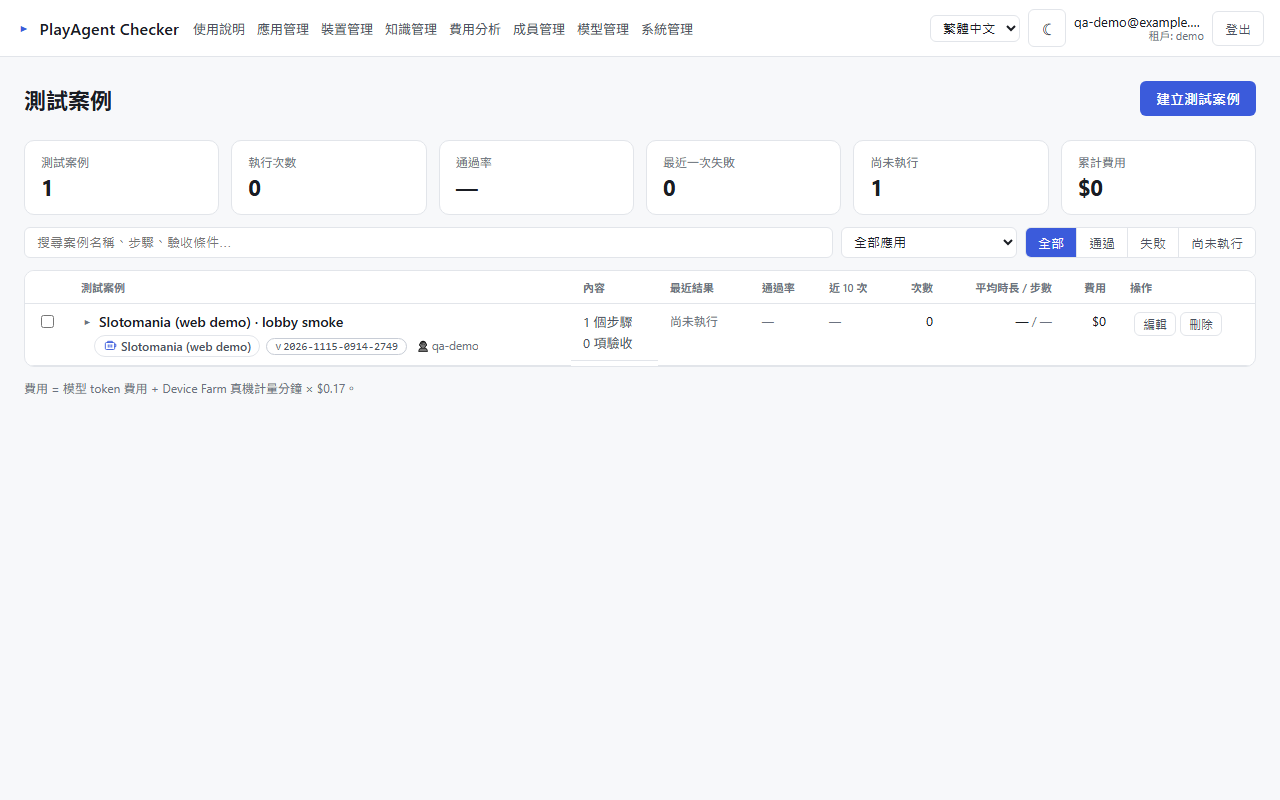 PlayAgent Checker 使用說明 應用管理 裝置管理 知識管理 費用分析 成員管理 模型管理 系統管理 繁體中文 qa-demo@example.... 登出
租戶: demo
測試案例 建立測試案例
測試案例 執行次數 通過率 最近一次失敗 尚未執行 累計費用
1 0 — 0 1 $0
搜尋案例名稱、步驟、驗收條件... 全部應用 全部 通過 失敗 尚未執行
測試案例 內容 最近結果 通過率 近 10 次 次數 平均時長 / 步數 費用 操作
Slotomania (web demo) · lobby smoke 1 個步驟 尚未執行 — — 0 — / — $0 編輯 刪除
Slotomania (web demo) v 2026-1115-0914-2749 qa-demo 0 項驗收
費用 = 模型 token 費用 + Device Farm 真機計量分鐘 × $0.17。